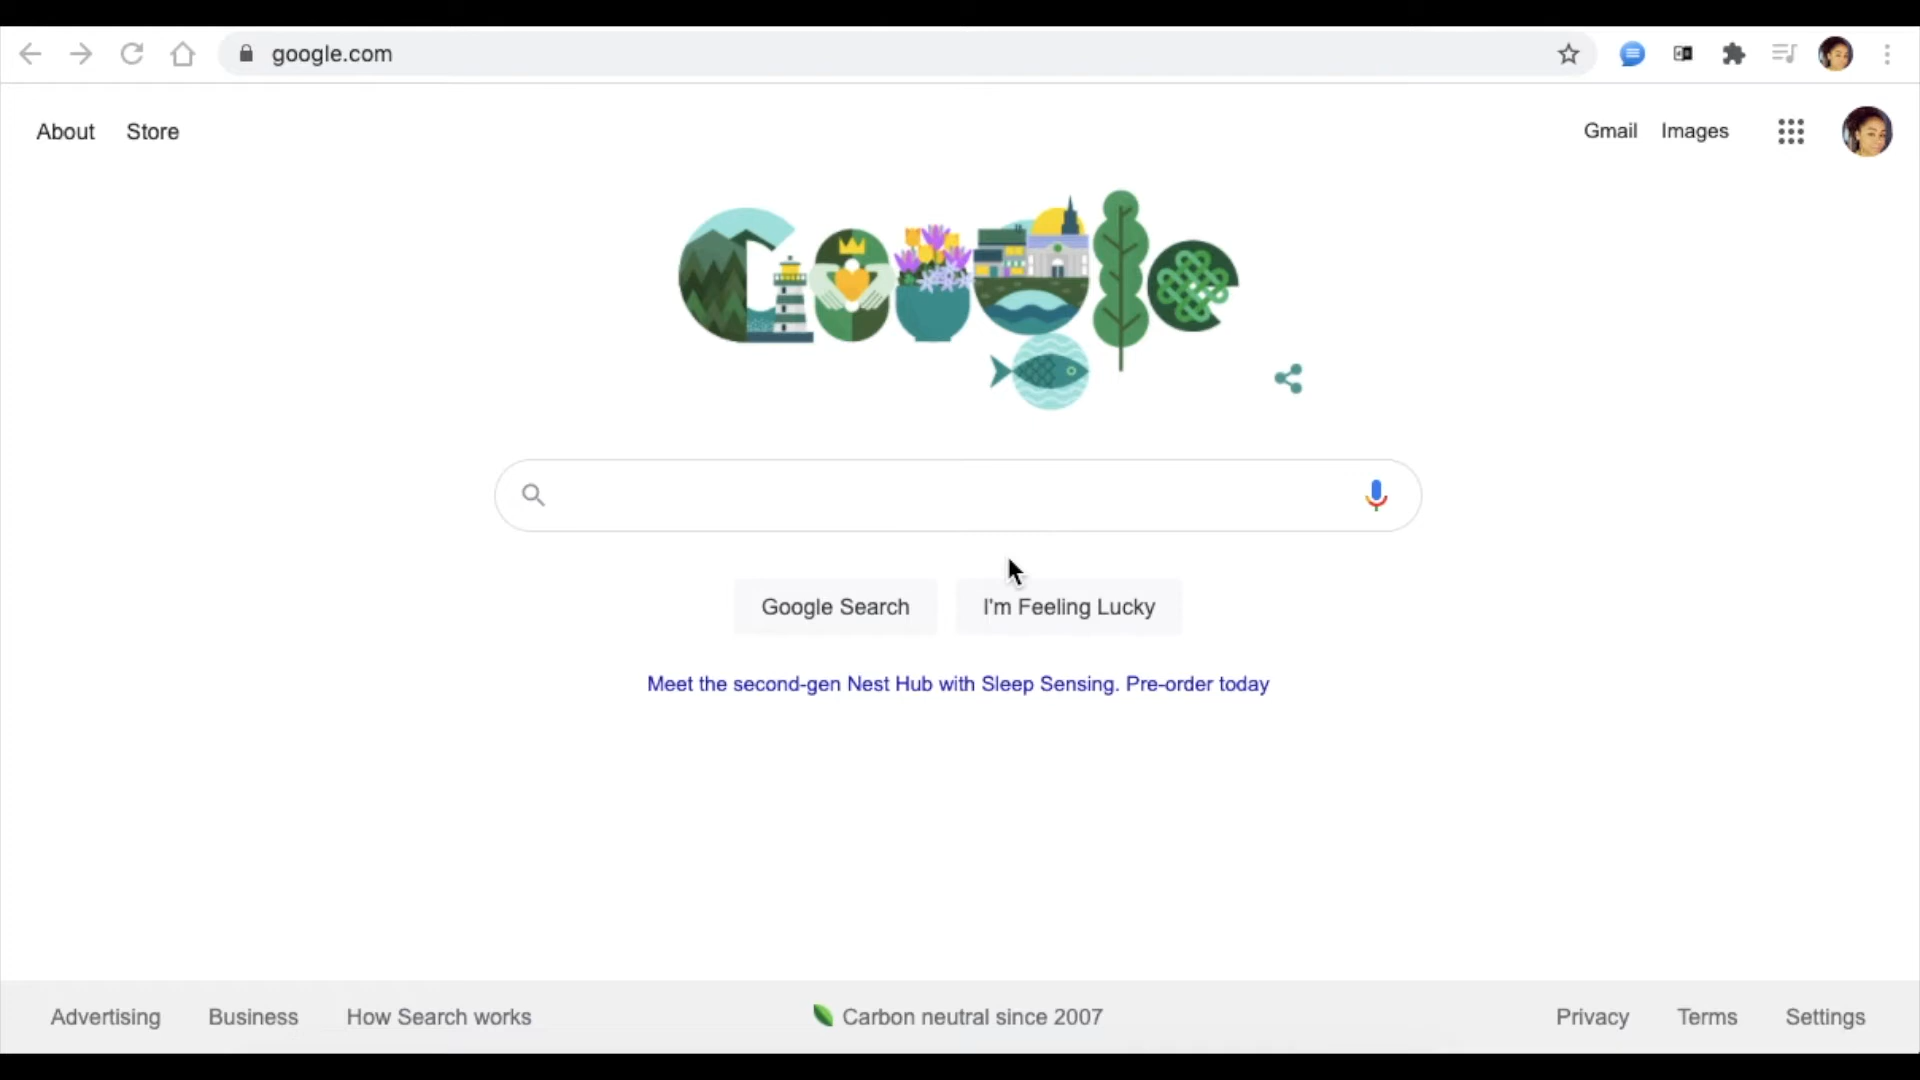 google.com
About Store
Gmail Images
Google Search I'm Feeling Lucky
Meet the second-gen Nest Hub with Sleep Sensing. Pre-order today
Advertising Business How Search works Carbon neutral since 2007 Privacy Terms Settings